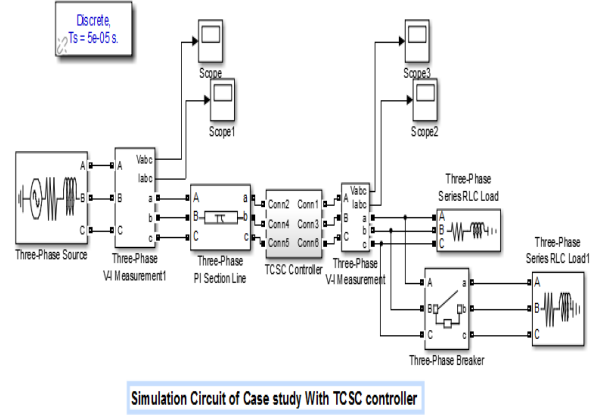 Discrete,
Ts = 5e-05 s.
Scope
Scope1
Scope3
Scope2
A
B
C
Three-Phase Source
A
B
C
Vabc
Iabc
a
b
c
Three-Phase
V-I Measurement1
A
B
C
a
b
c
Three-Phase
PI Section Line
Conn2
Conn4
Conn5
Conn1
Conn3
Conn6
TCSC Controller
A
B
C
Vabc
Iabc
a
b
c
Three-Phase
V-I Measurement
Three-Phase
Series RLC Load
A
B
C
A
B
C
a
b
c
Three-Phase Breaker
Three-Phase
Series RLC Load1
A
B
C
Simulation Circuit of Case study With TCSC controller